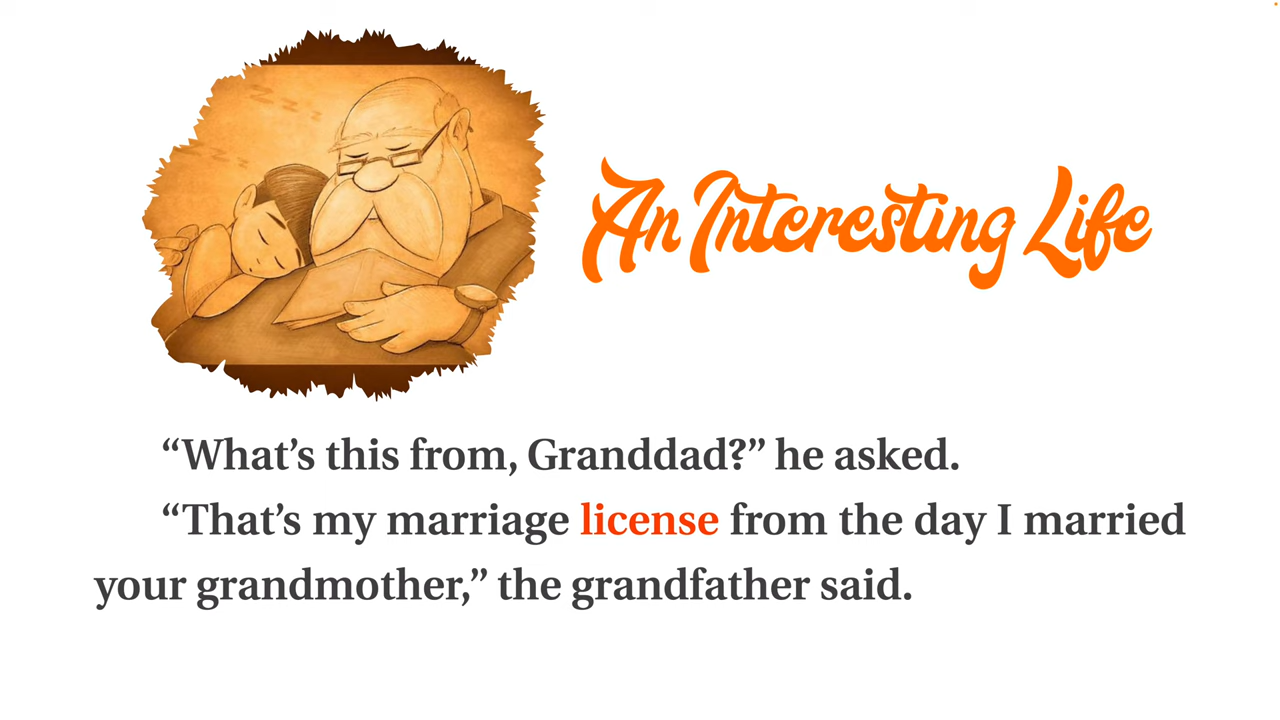 z z z z
z z z z
An Interesting Life
“What’s this from, Granddad?” he asked.
“That’s my marriage license from the day I married
your grandmother,” the grandfather said.